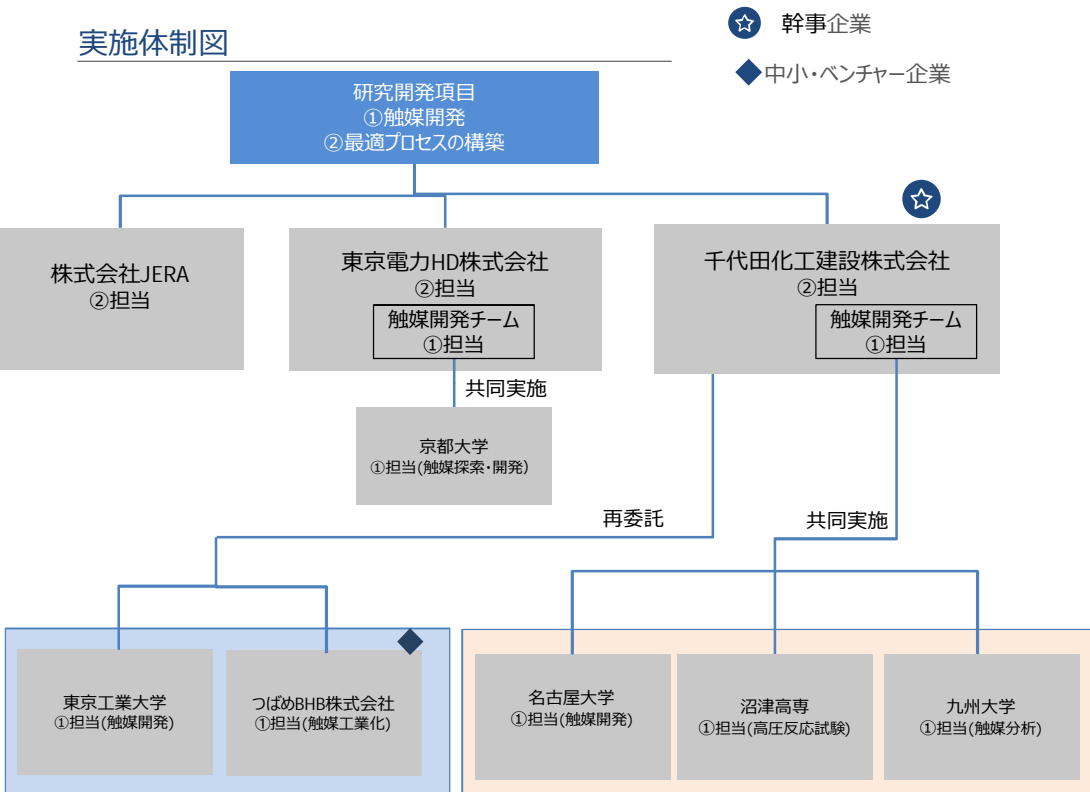 実施体制図
幹事企業
中小・ベンチャー企業
研究開発項目
①触媒開発
②最適プロセスの構築
株式会社JERA
②担当
東京電力HD株式会社
②担当
触媒開発チーム
①担当
千代田化工建設株式会社
②担当
触媒開発チーム
①担当
共同実施
京都大学
①担当(触媒探索・開発)
再委託
共同実施
東京工業大学
①担当(触媒開発)
つばめBHB株式会社
①担当(触媒工業化)
名古屋大学
①担当(触媒開発)
沼津高専
①担当(高圧反応試験)
九州大学
①担当(触媒分析)